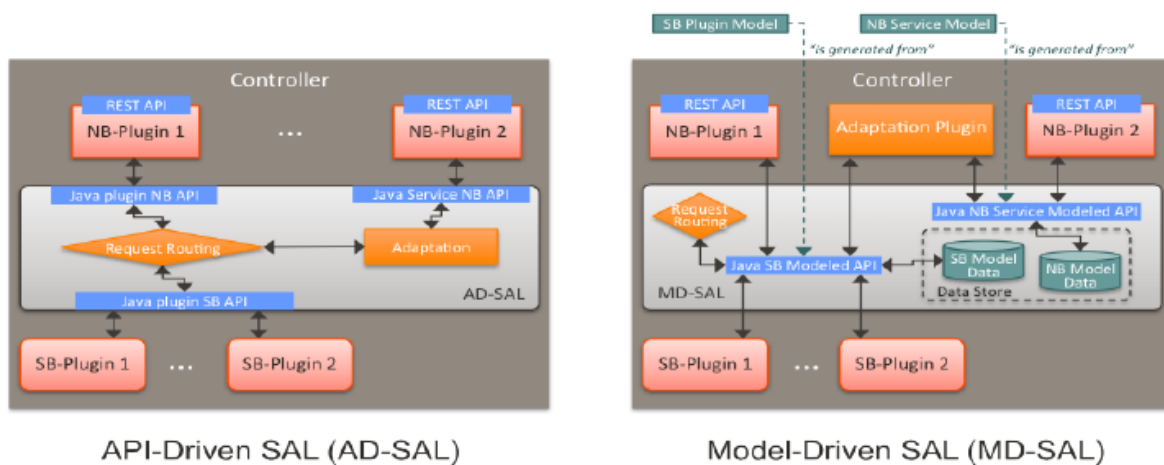 SB Plugin Model
NB Service Model
"is generated from"
"is generated from"
Controller
REST API
NB-Plugin 1
...
REST API
NB-Plugin 2
Java plugin NB API
Java Service NB API
Request Routing
Adaptation
Java plugin SB API
AD-SAL
SB-Plugin 1
...
SB-Plugin 2
API-Driven SAL (AD-SAL)
Controller
REST API
NB-Plugin 1
Adaptation Plugin
REST API
NB-Plugin 2
Request
Routing
Java NB Service Modeled API
Java SB Modeled API
SB Model
Data
NB Model
Data
Data Store
MD-SAL
SB-Plugin 1
...
SB-Plugin 2
Model-Driven SAL (MD-SAL)